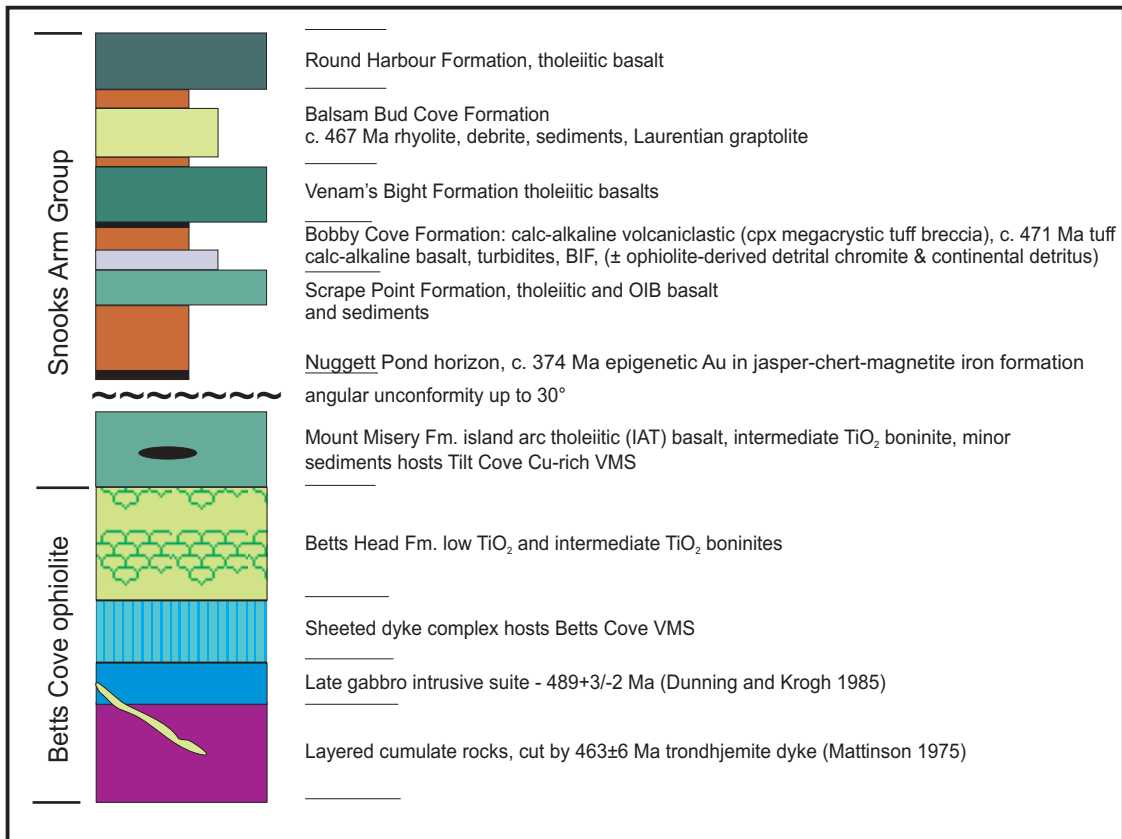 Snooks Arm Group
Round Harbour Formation, tholeiitic basalt
Balsam Bud Cove Formation
c. 467 Ma rhyolite, debrite, sediments, Laurentian graptolite
Venam's Bight Formation tholeiitic basalts
Bobby Cove Formation: calc-alkaline volcaniclastic (cpx megacrystic tuff breccia), c. 471 Ma tuff
calc-alkaline basalt, turbidites, BIF, (± ophiolite-derived detrital chromite & continental detritus)
Scrape Point Formation, tholeiitic and OIB basalt
and sediments
Nuggett Pond horizon, c. 374 Ma epigenetic Au in jasper-chert-magnetite iron formation
angular unconformity up to 30°
Mount Misery Fm. island arc tholeiitic (IAT) basalt, intermediate TiO₂ boninite, minor
sediments hosts Tilt Cove Cu-rich VMS
Betts Cove ophiolite
Betts Head Fm. low TiO₂ and intermediate TiO₂ boninites
Sheeted dyke complex hosts Betts Cove VMS
Late gabbro intrusive suite - 489+3/-2 Ma (Dunning and Krogh 1985)
Layered cumulate rocks, cut by 463±6 Ma trondhjemite dyke (Mattinson 1975)